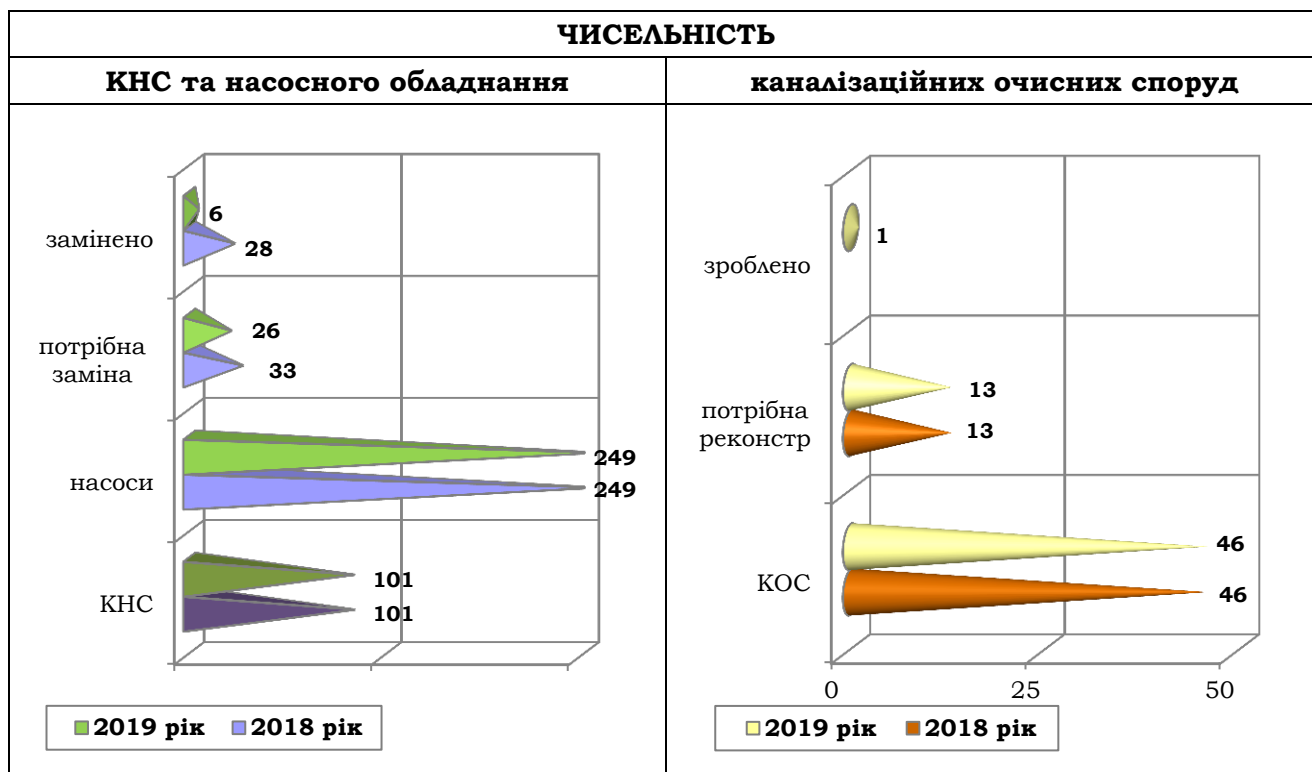 ЧИСЕЛЬНІСТЬ
КНС та насосного обладнання
замінено
6
28
потрібна
заміна
26
33
насоси
249
249
КНС
101
101
2019 рік
2018 рік
каналізаційних очисних споруд
зроблено
1
потрібна
реконстр
13
13
КОС
46
46
0
25
50
2019 рік
2018 рік